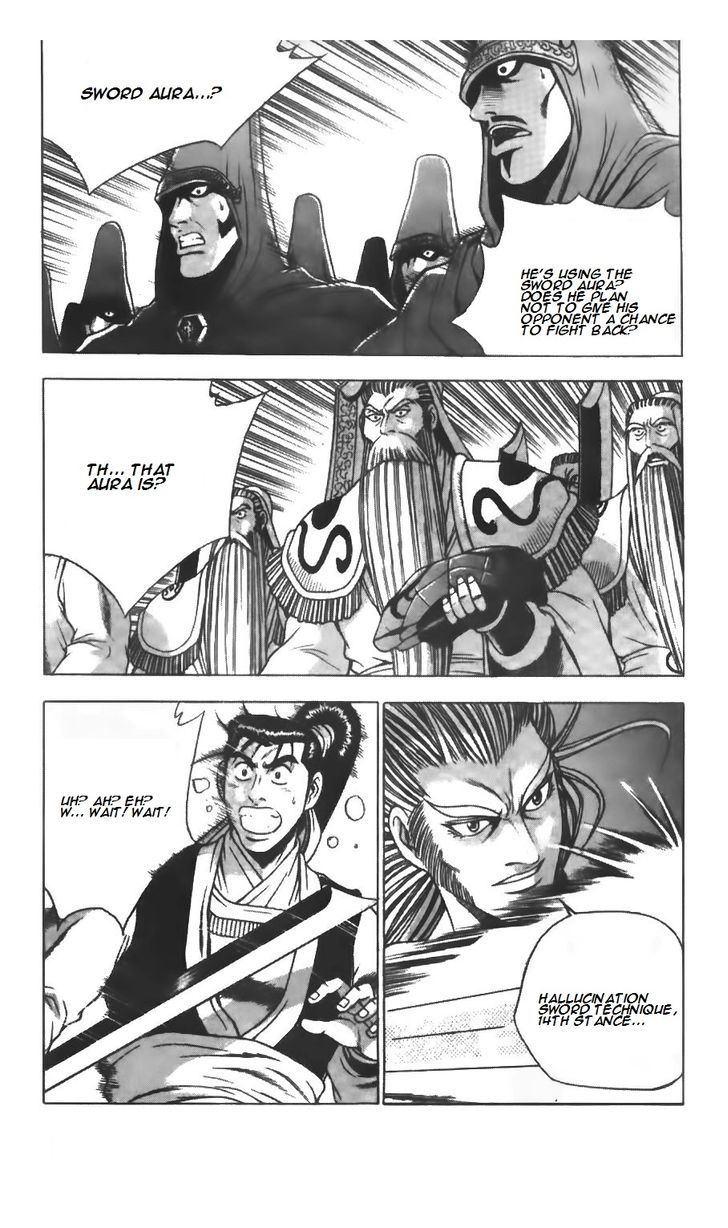 SWORD AURA...?
HE'S USING THE
SWORD AURA?
DOES HE PLAN
NOT TO GIVE HIS
OPPONENT A CHANCE
TO FIGHT BACK?
TH... THAT
AURA IS?
UH? AH? EH?
W... WAIT! WAIT!
HALLUCINATION
SWORD TECHNIQUE,
14TH STANCE...